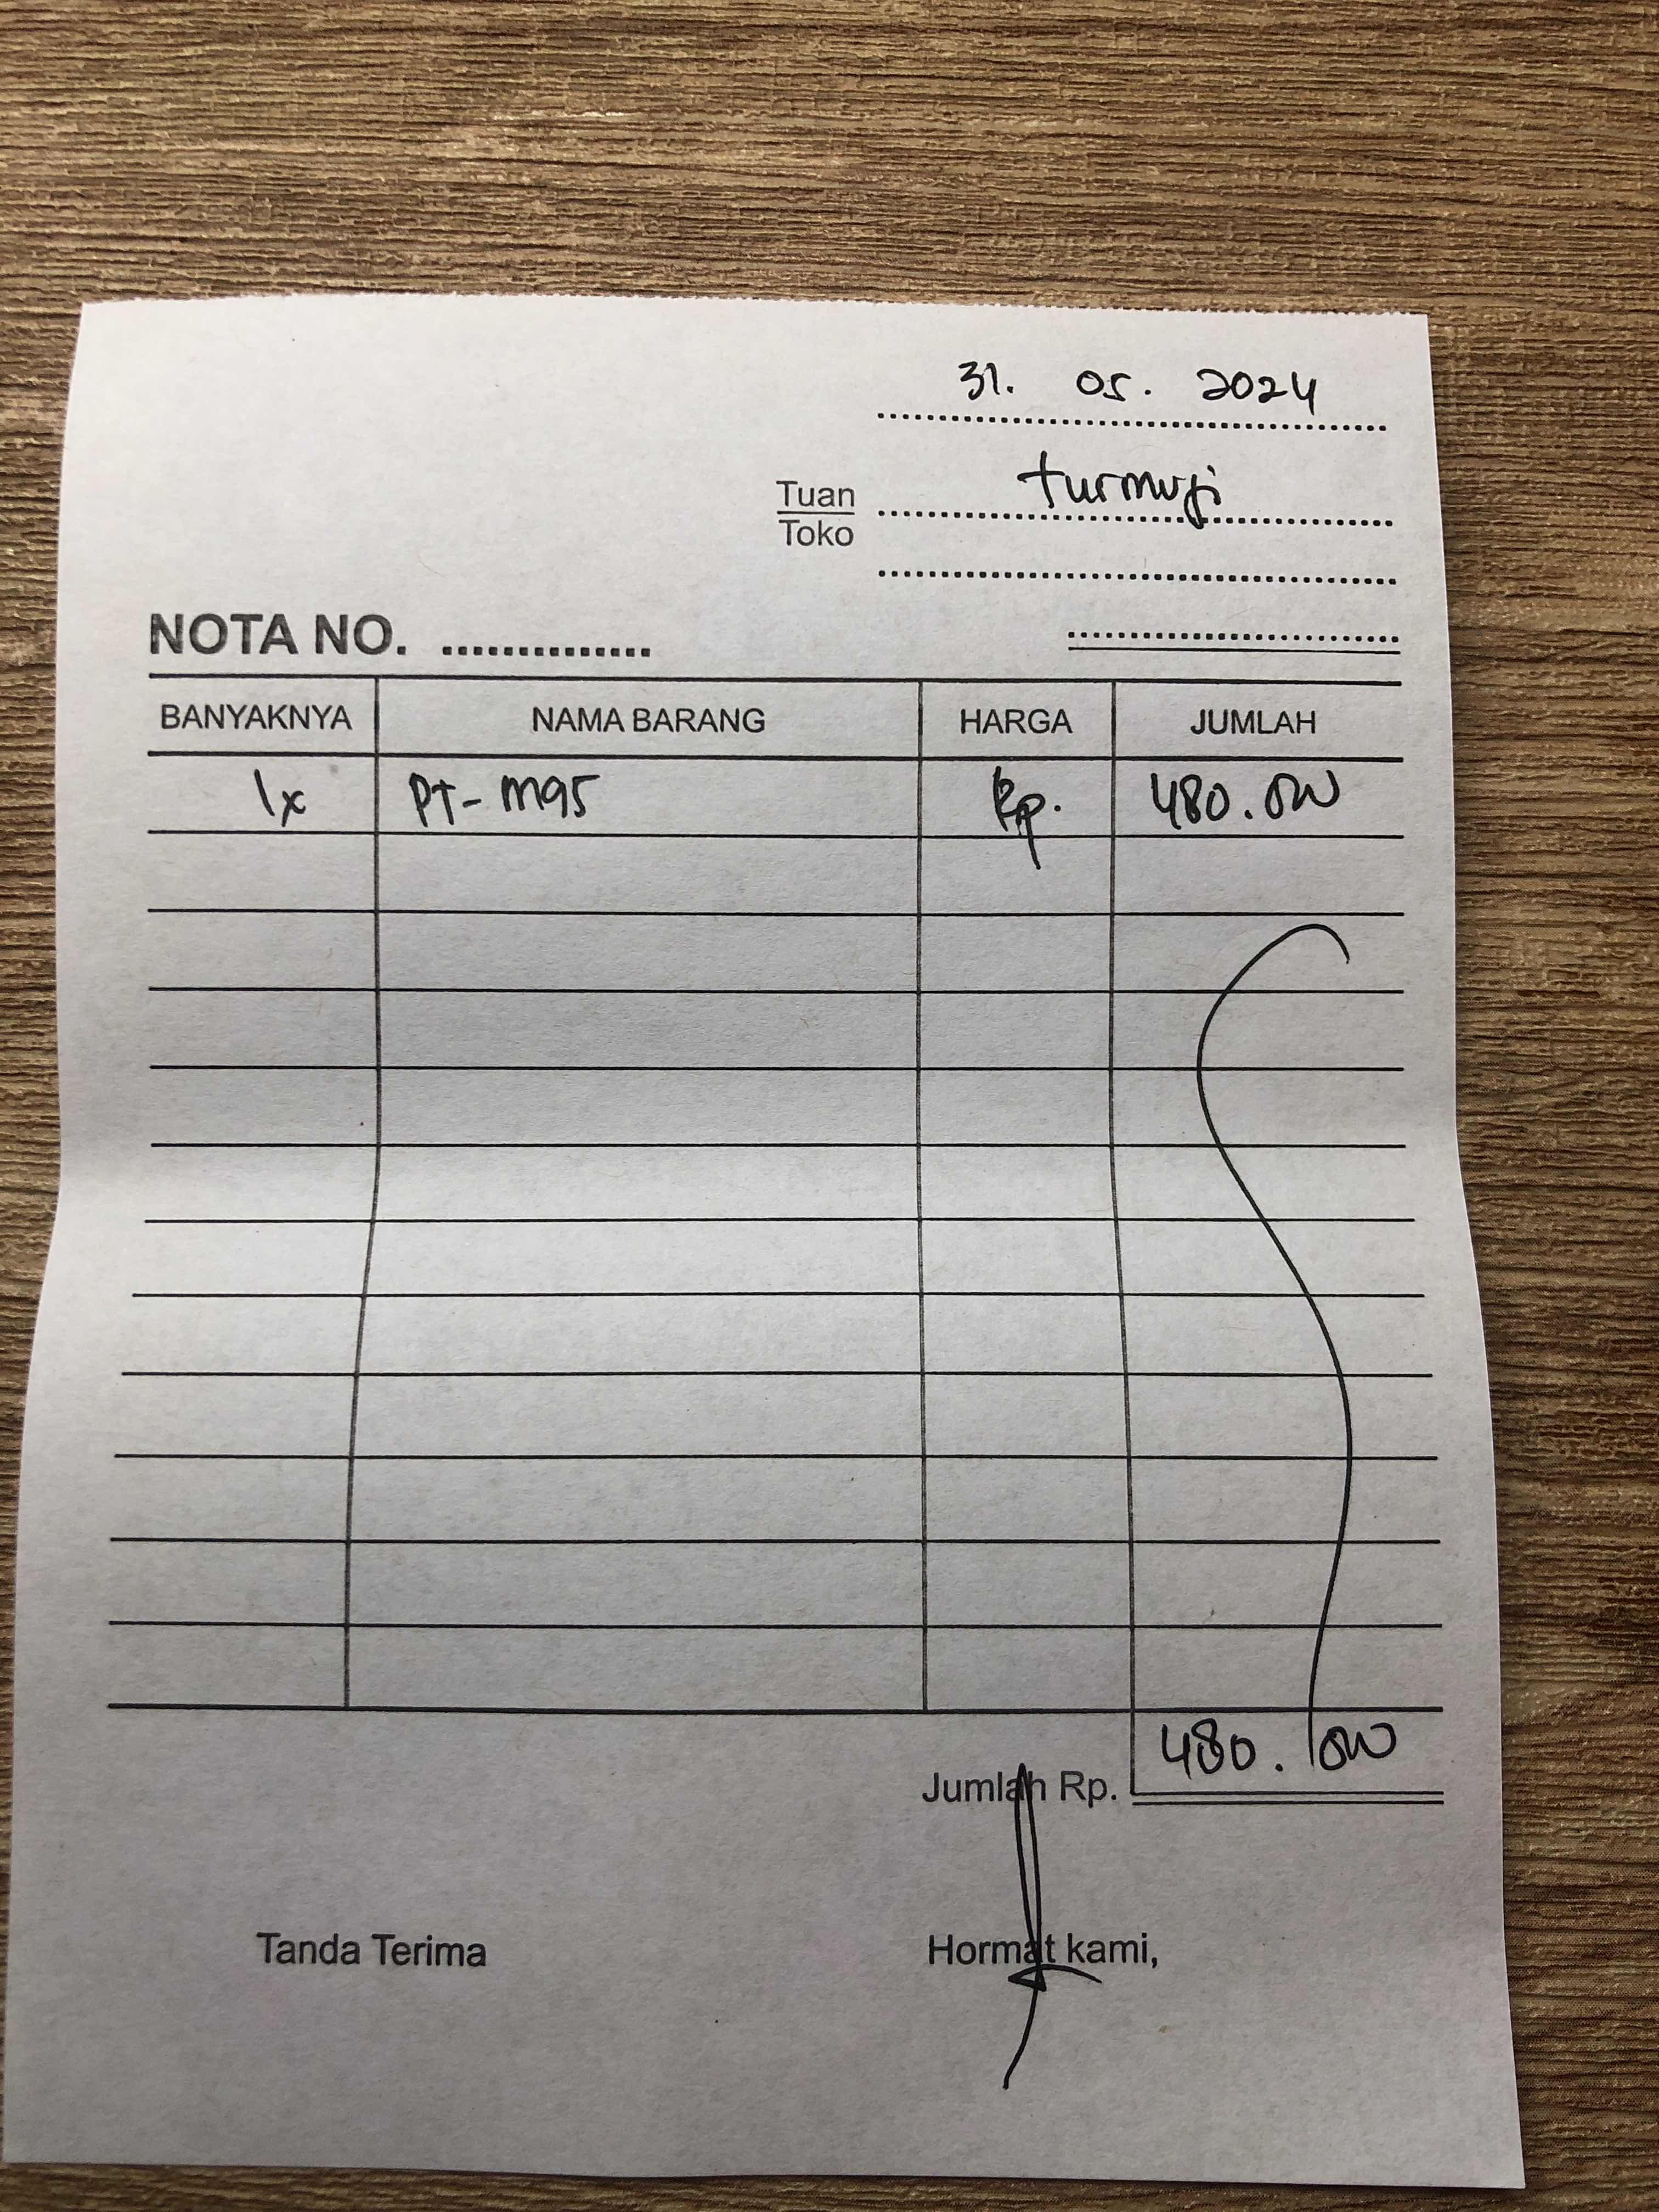 31. 05. 2024
Tuan turmuji
Toko
NOTA NO. ..............
BANYAKNYA NAMA BARANG HARGA JUMLAH
1x PT-M95 Rp. 480.000
Jumlah Rp. 480.000
Tanda Terima Hormat kami,